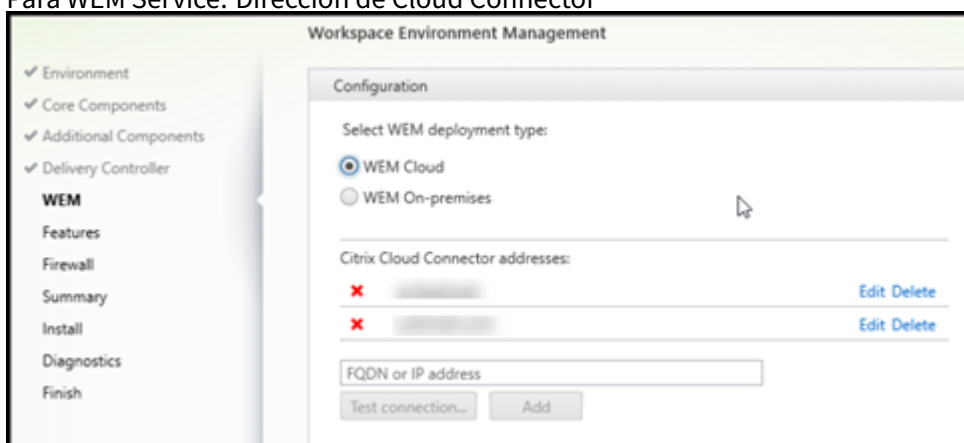 Para WEM Service: Dirección de Cloud Connector
Workspace Environment Management
Environment
Core Components
Additional Components
Delivery Controller
WEM
Features
Firewall
Summary
Install
Diagnostics
Finish
Configuration
Select WEM deployment type:
WEM Cloud
WEM On-premises
Citrix Cloud Connector addresses:
Edit Delete
Edit Delete
FQDN or IP address
Test connection... Add